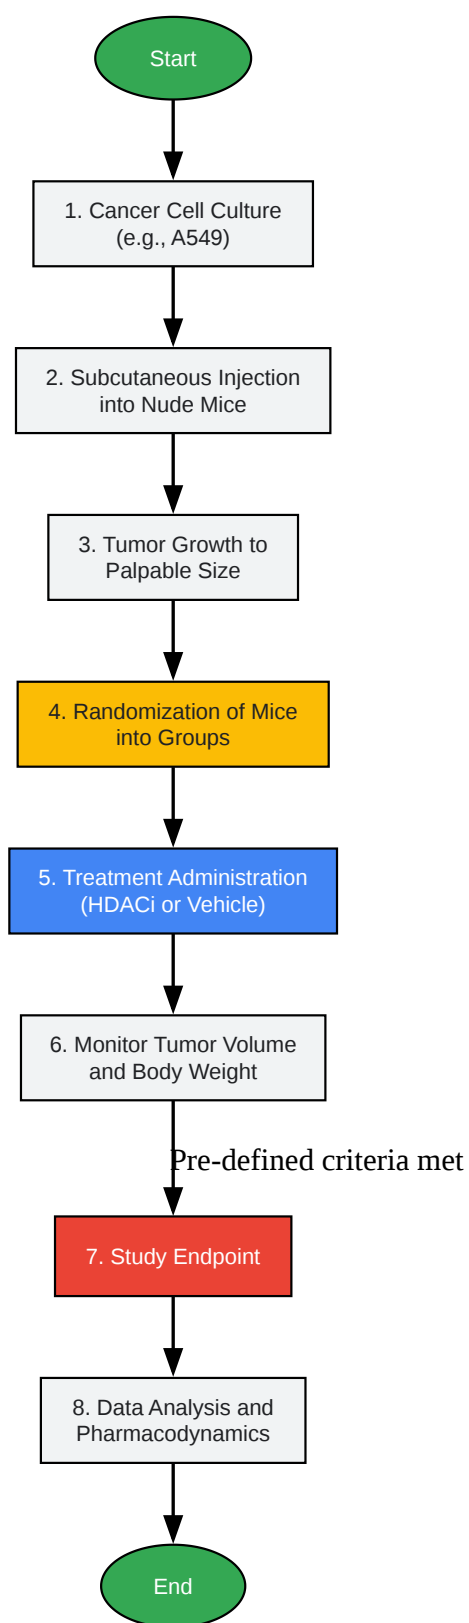 Start
1. Cancer Cell Culture
(e.g., A549)
2. Subcutaneous Injection
into Nude Mice
3. Tumor Growth to
Palpable Size
4. Randomization of Mice
into Groups
5. Treatment Administration
(HDACi or Vehicle)
6. Monitor Tumor Volume
and Body Weight
Pre-defined criteria met
7. Study Endpoint
8. Data Analysis and
Pharmacodynamics
End